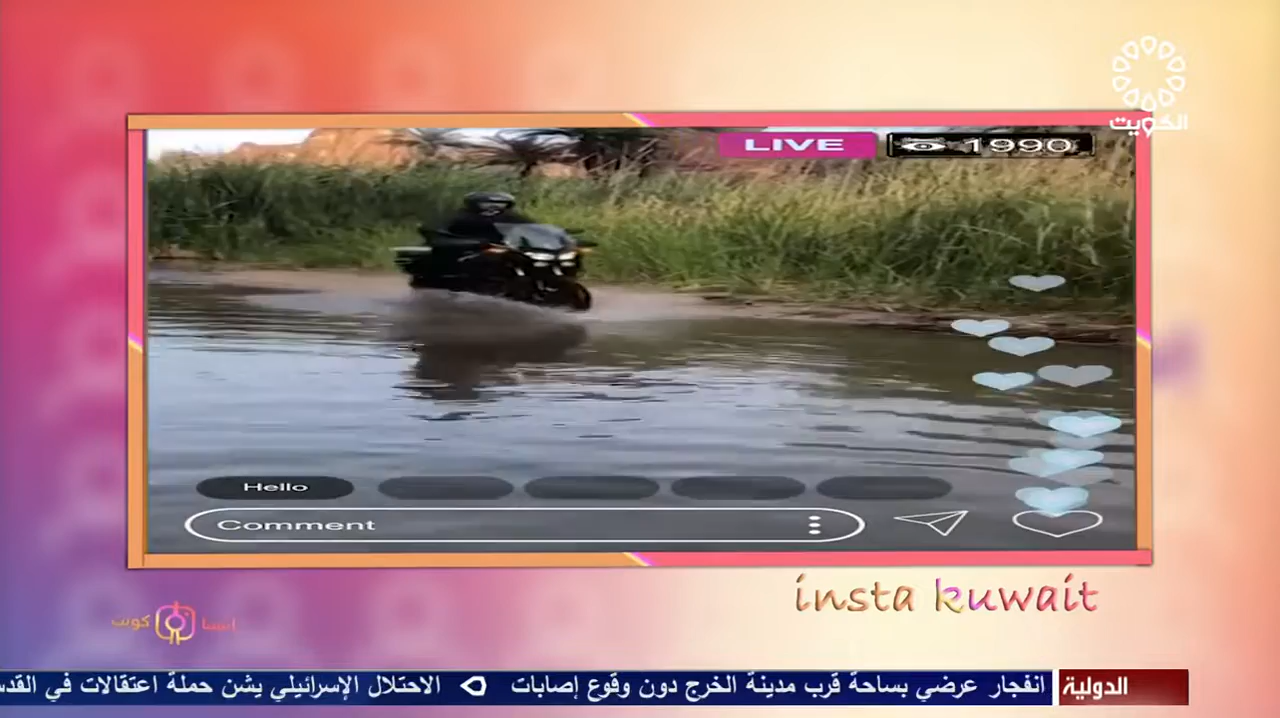 الكويت
LIVE
1990
Hello
Comment
insta kuwait
انستا كويت
الدولية
انفجار عرضي بساحة قرب مدينة الخرج دون وقوع إصابات
الاحتلال الإسرائيلي يشن حملة اعتقالات في